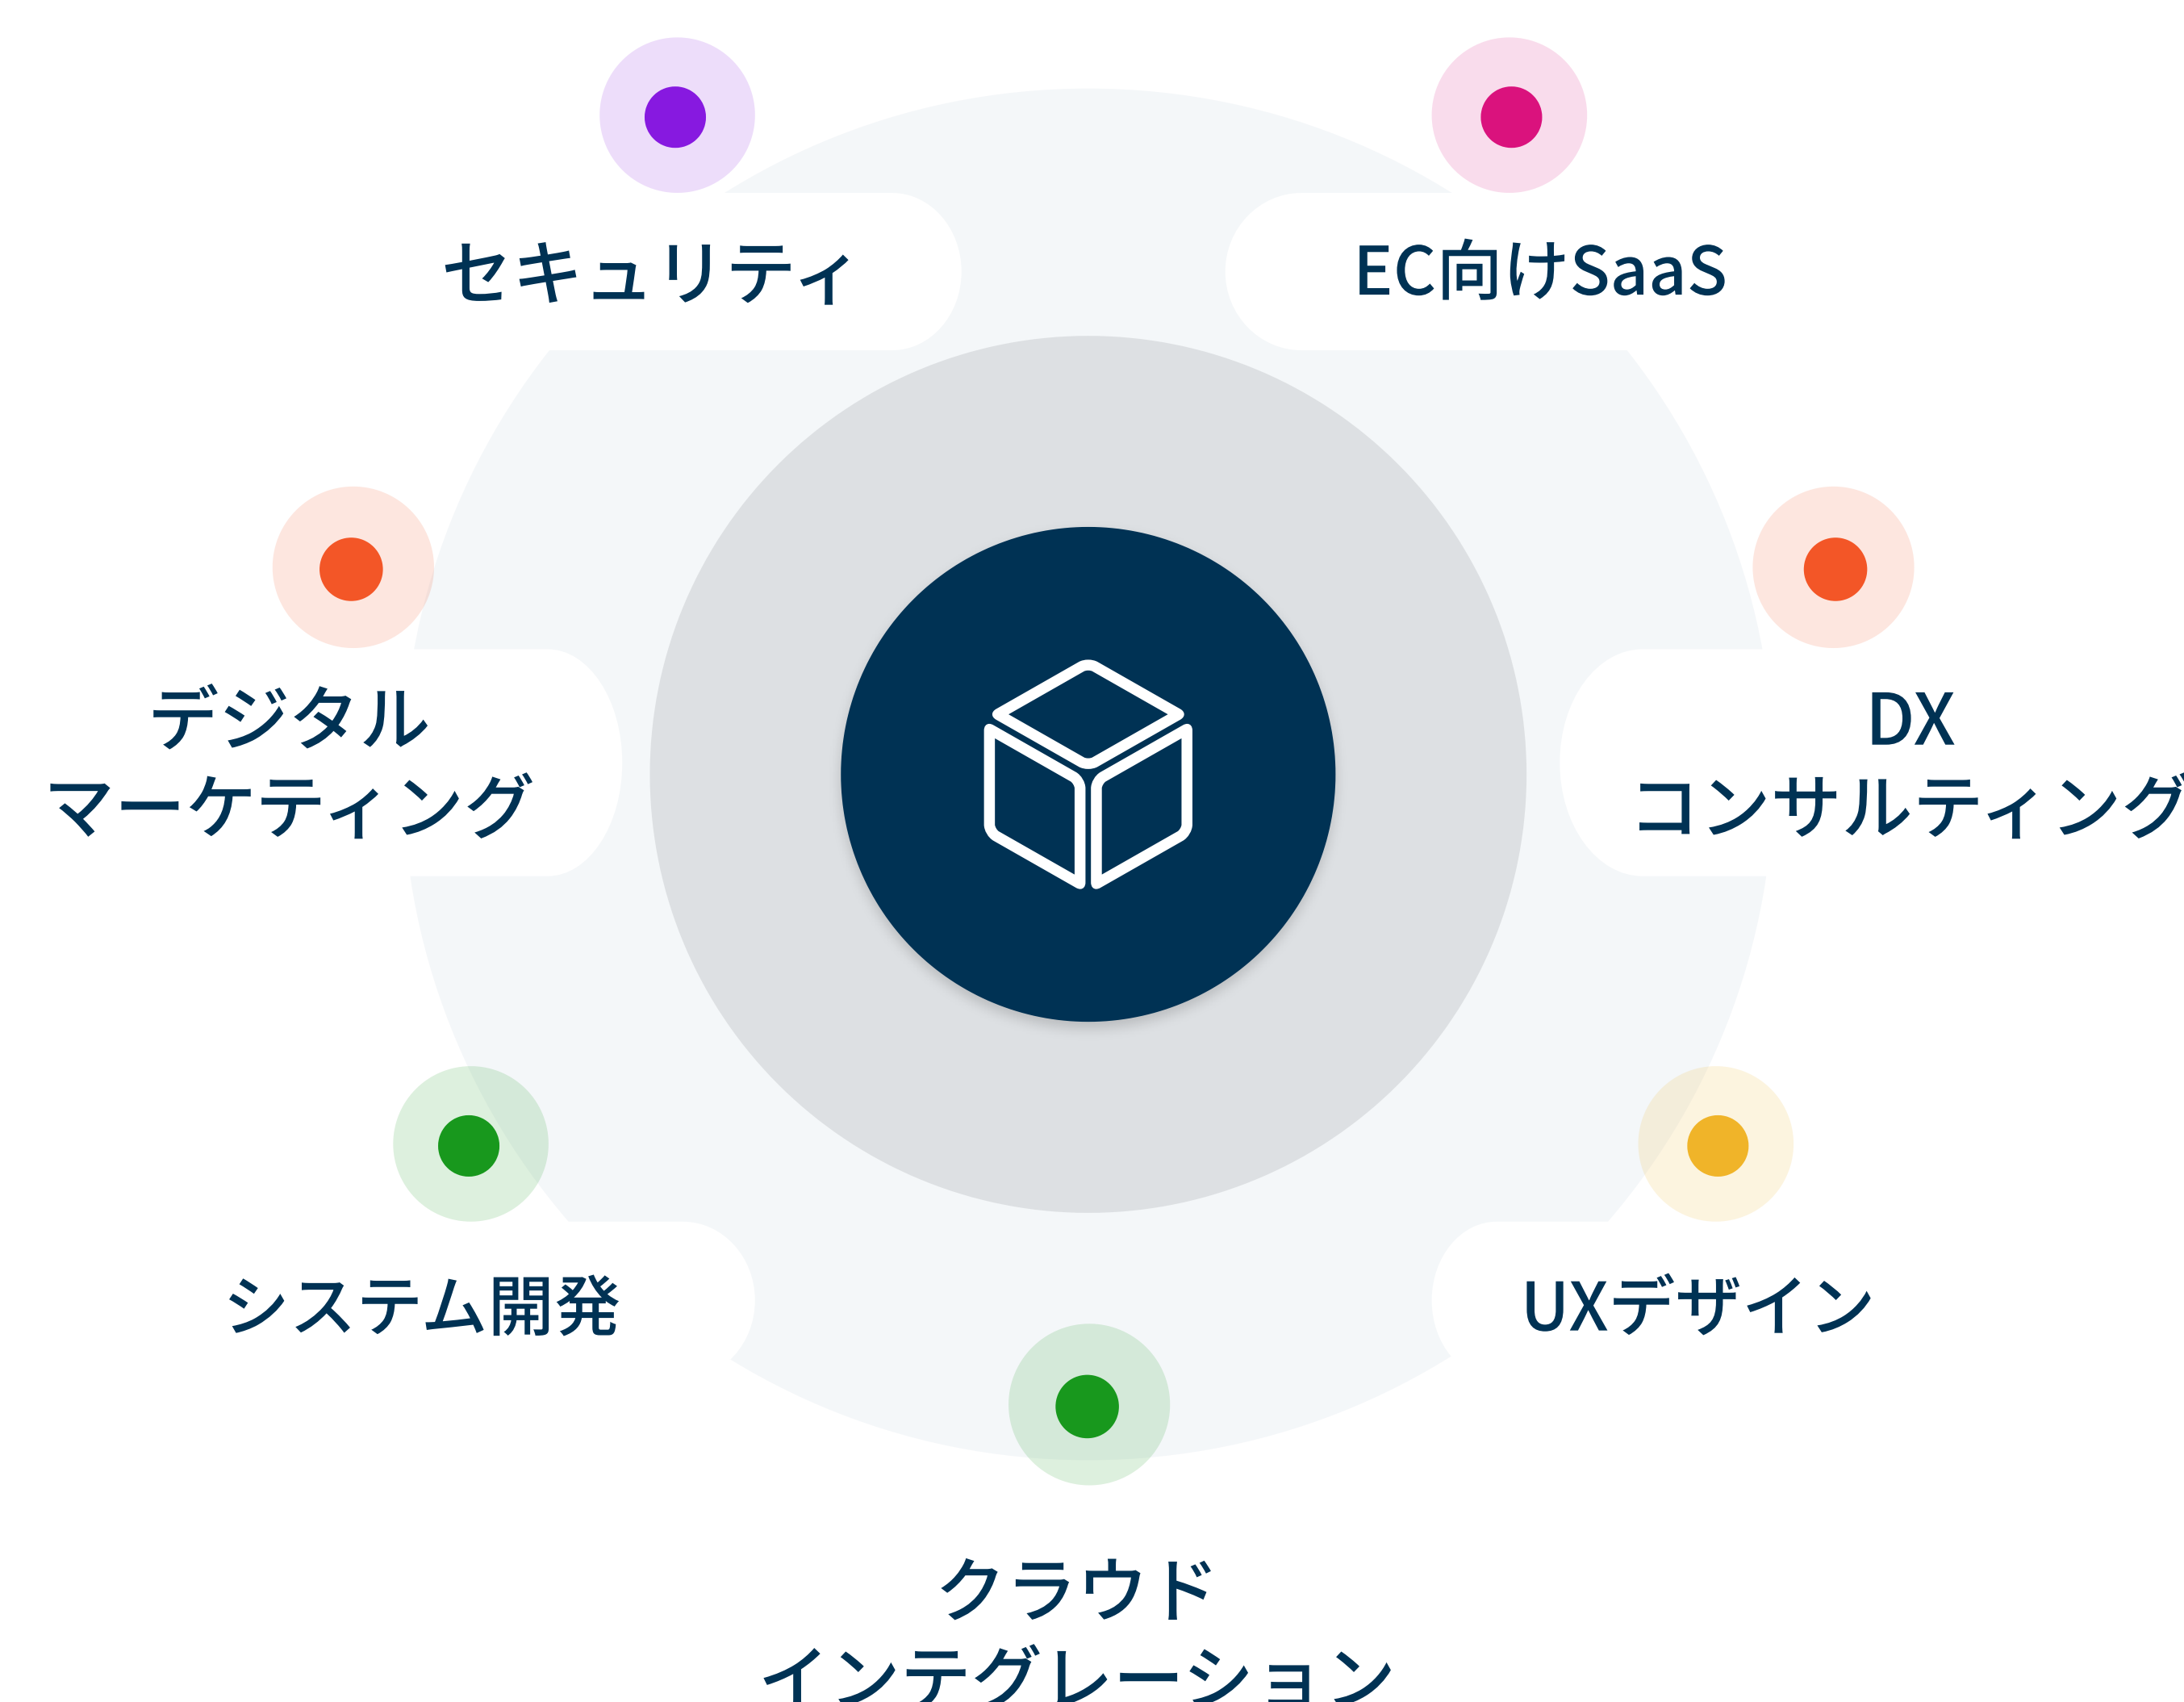 セキュリティ
EC向けSaaS
デジタル
マーケティング
DX
コンサルティング
システム開発
UXデザイン
クラウド
インテグレーション